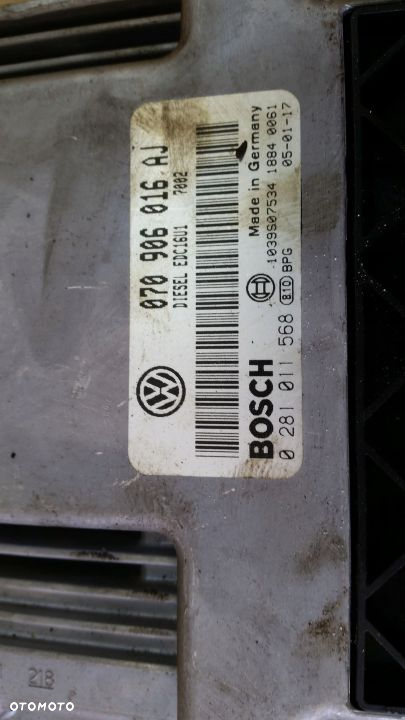 070 906 016 AJ
DIESEL EDC16U1 7002
BOSCH
Made in Germany
1039S07534 1884 0061
0 281 011 568 810 BPG 05-01-17
218
OTOMOTO